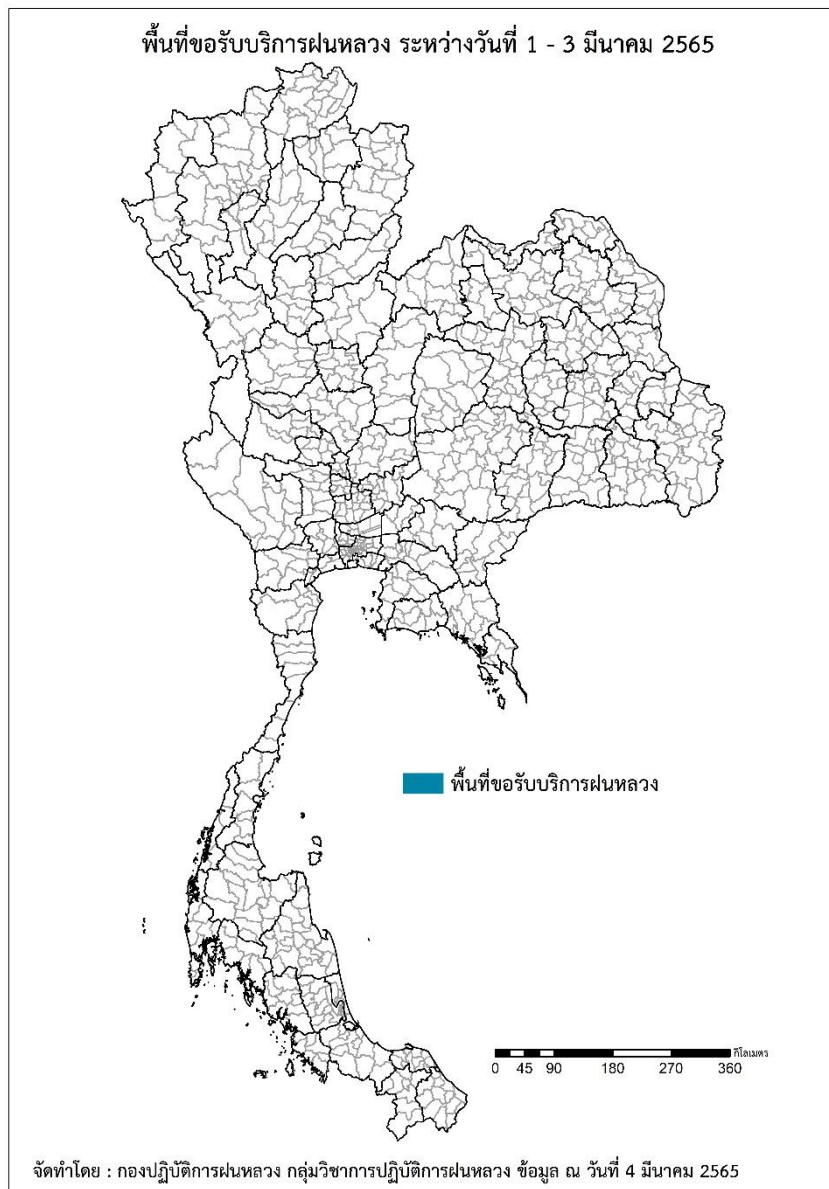 พื้นที่ขอรับบริการฝนหลวง ระหว่างวันที่ 1 - 3 มีนาคม 2565
พื้นที่ขอรับบริการฝนหลวง
กิโลเมตร
0 45 90 180 270 360
จัดทำโดย : กองปฏิบัติการฝนหลวง กลุ่มวิชาการปฏิบัติการฝนหลวง ข้อมูล ณ วันที่ 4 มีนาคม 2565